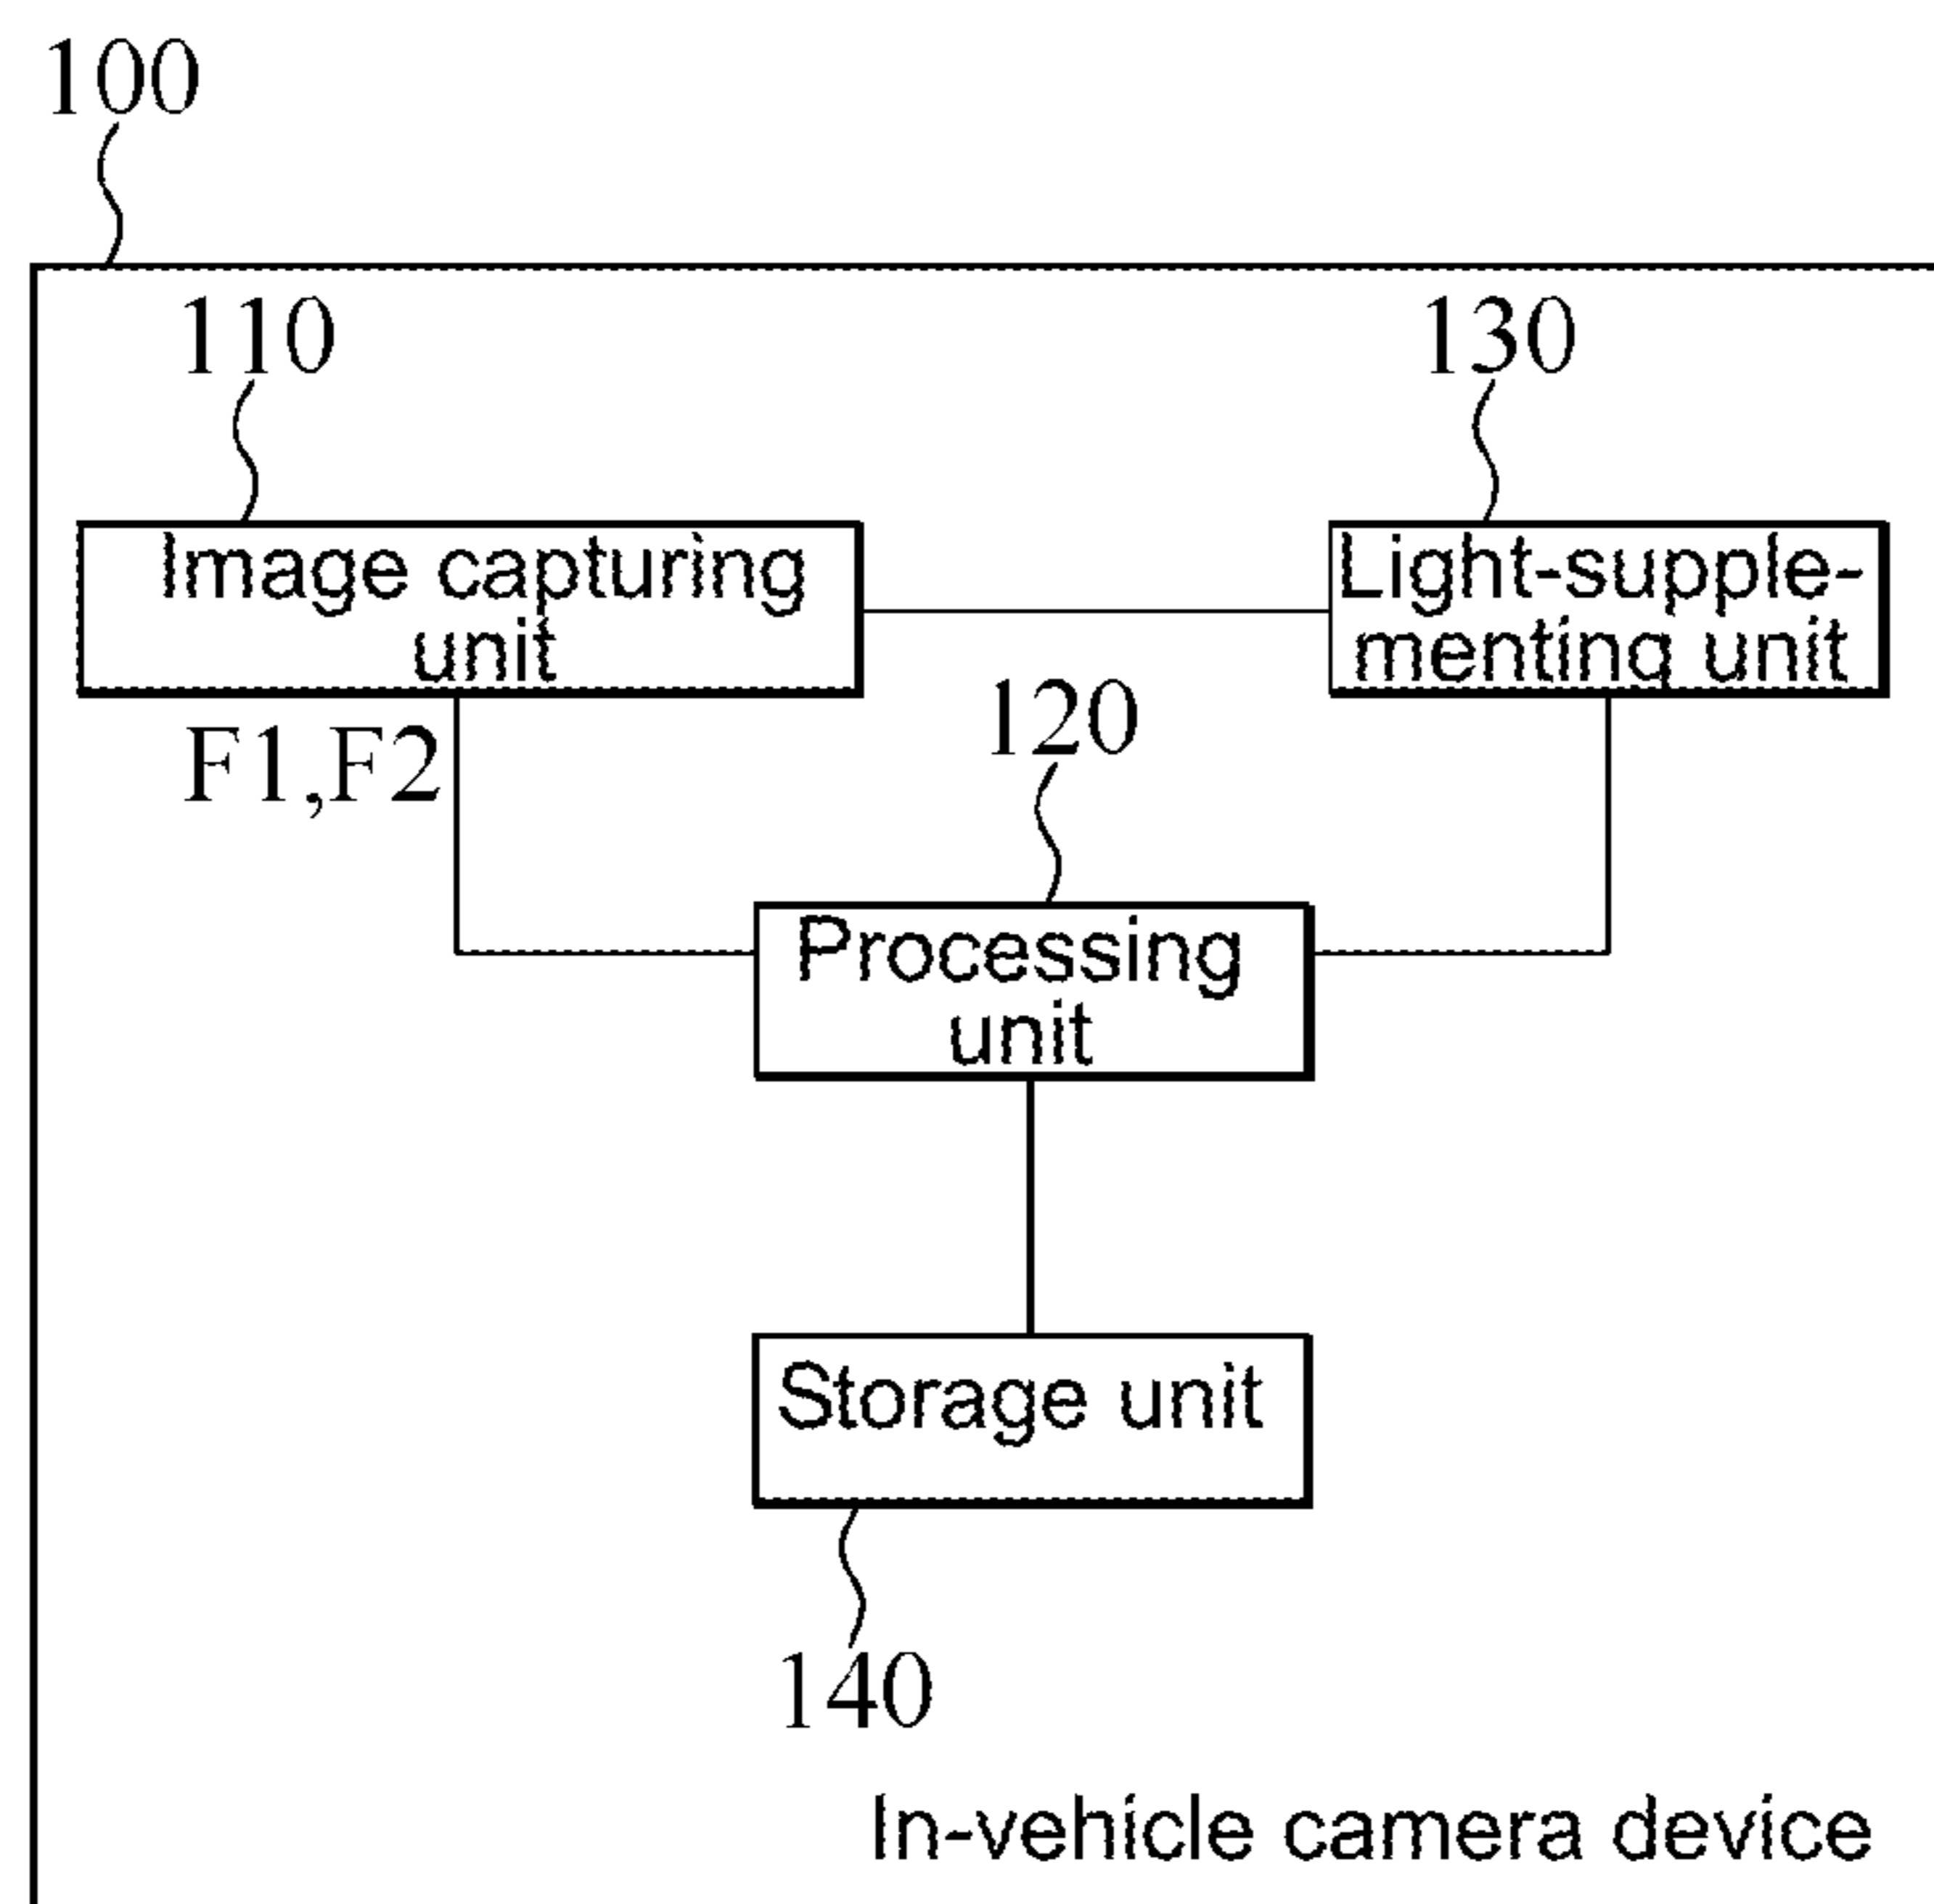 100
110
130
Image capturing
unit
Light-supple-
menting unit
F1,F2
120
Processing
unit
Storage unit
140
In-vehicle camera device